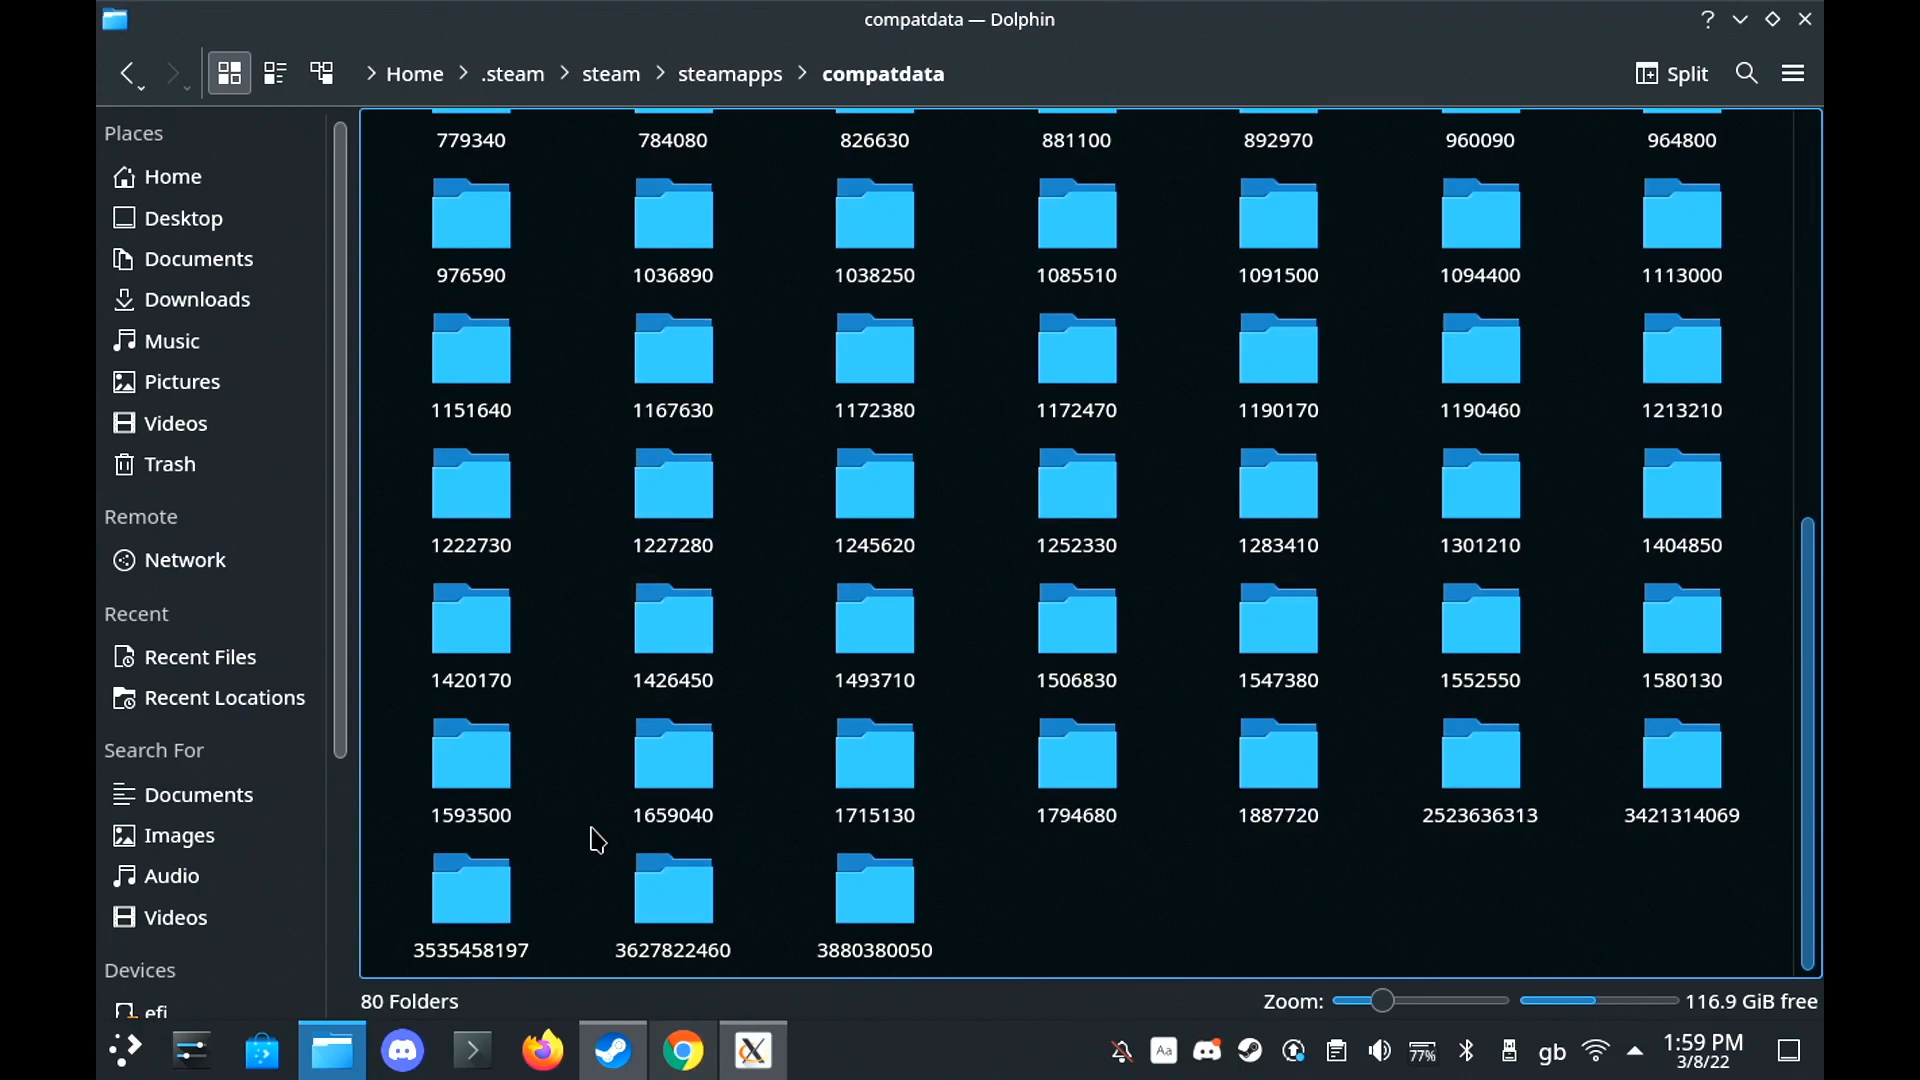 compatdata — Dolphin
Home .steam steam steamapps compatdata
Split
Places
Home
Desktop
Documents
Downloads
Music
Pictures
Videos
Trash
Remote
Network
Recent
Recent Files
Recent Locations
Search For
Documents
Images
Audio
Videos
Devices
efi
779340 784080 826630 881100 892970 960090 964800
976590 1036890 1038250 1085510 1091500 1094400 1113000
1151640 1167630 1172380 1172470 1190170 1190460 1213210
1222730 1227280 1245620 1252330 1283410 1301210 1404850
1420170 1426450 1493710 1506830 1547380 1552550 1580130
1593500 1659040 1715130 1794680 1887720 2523636313 3421314069
3535458197 3627822460 3880380050
80 Folders
Zoom:
116.9 GiB free
Aa
77%
gb
1:59 PM
3/8/22